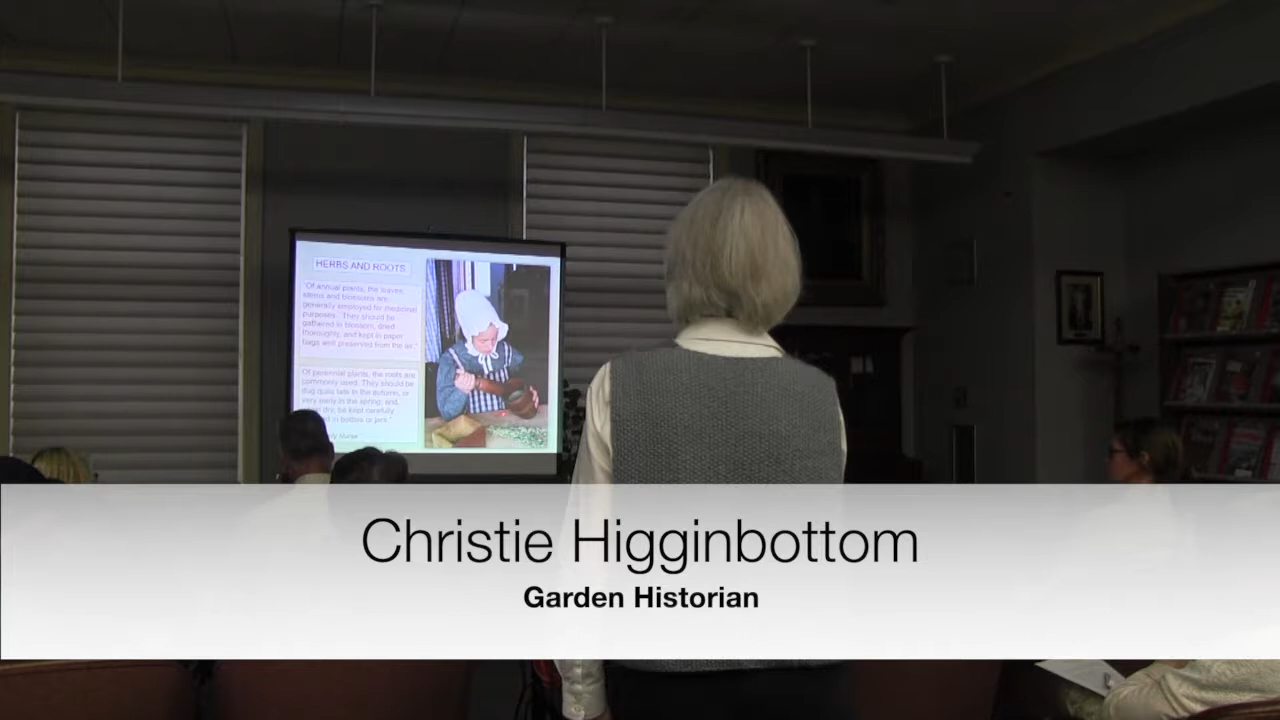 HERBS AND ROOTS
"Of annual plants, the leaves,
stems and blossoms are
generally employed for medicinal
purposes. They should be
gathered in blossom, dried
thoroughly, and kept in paper
bags well preserved from the air."
Of perennial plants, the roots are
commonly used. They should be
dug quite late in the autumn, or
very early in the spring; and,
dry, be kept carefully
in bottles or jars."
Nurse
Christie Higginbottom
Garden Historian